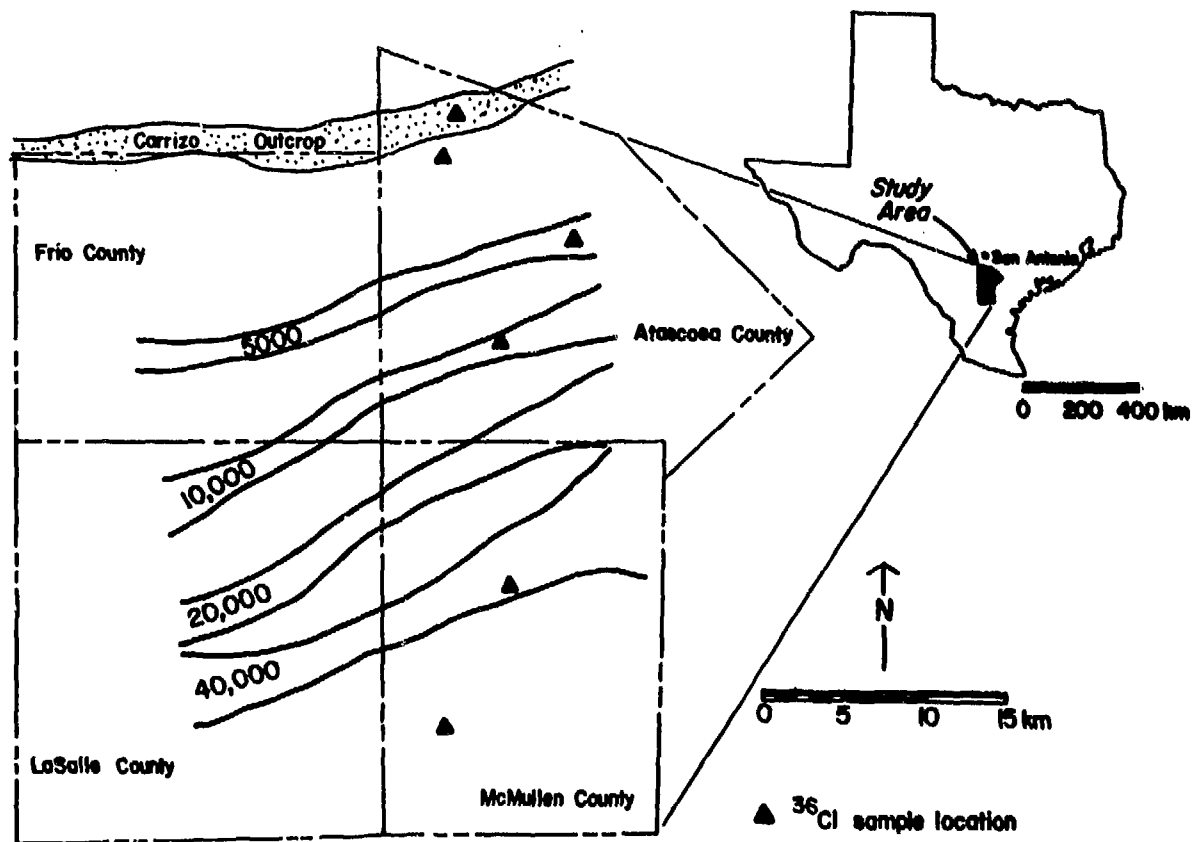 Carrizo Outcrop
Study
Area
San Antonio
Frio County
5000
Atascosa County
0 200 400 km
10,000
20,000
N
40,000
0 5 10 15 km
LaSalle County
McMullen County
36Cl sample location